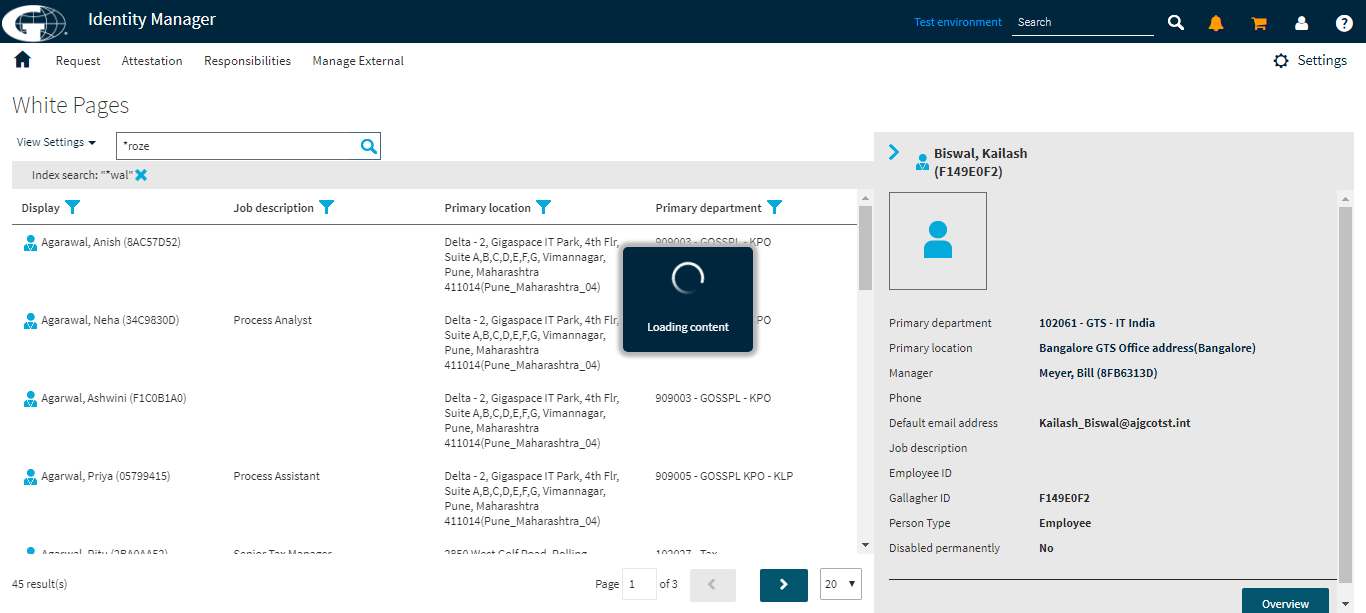 Identity Manager
Test environment
Search
Request
Attestation
Responsibilities
Manage External
Settings
White Pages
View Settings
*roze
Index search: "*wal"
Display
Job description
Primary location
Primary department
Agarawal, Anish (8AC57D52)
Delta - 2, Gigaspace IT Park, 4th Flr,
Suite A,B,C,D,E,F,G, Vimannagar,
Pune, Maharashtra
411014(Pune_Maharashtra_04)
909003 - GOSSPL - KPO
Agarawal, Neha (34C9830D)
Process Analyst
Delta - 2, Gigaspace IT Park, 4th Flr,
Suite A,B,C,D,E,F,G, Vimannagar,
Pune, Maharashtra
411014(Pune_Maharashtra_04)
PO
Loading content
Agarwal, Ashwini (F1C0B1A0)
Delta - 2, Gigaspace IT Park, 4th Flr,
Suite A,B,C,D,E,F,G, Vimannagar,
Pune, Maharashtra
411014(Pune_Maharashtra_04)
909003 - GOSSPL - KPO
Agarwal, Priya (05799415)
Process Assistant
Delta - 2, Gigaspace IT Park, 4th Flr,
Suite A,B,C,D,E,F,G, Vimannagar,
Pune, Maharashtra
411014(Pune_Maharashtra_04)
909005 - GOSSPL KPO - KLP
Agarwal, Ritu
Senior Tax Manager
2850 West Golf Road, Rolling
102027 - Tax
45 result(s)
Page
1
of 3
20
Biswal, Kailash
(F149E0F2)
Primary department
102061 - GTS - IT India
Primary location
Bangalore GTS Office address(Bangalore)
Manager
Meyer, Bill (8FB6313D)
Phone
Default email address
Kailash_Biswal@ajgcotst.int
Job description
Employee ID
Gallagher ID
F149E0F2
Person Type
Employee
Disabled permanently
No
Overview